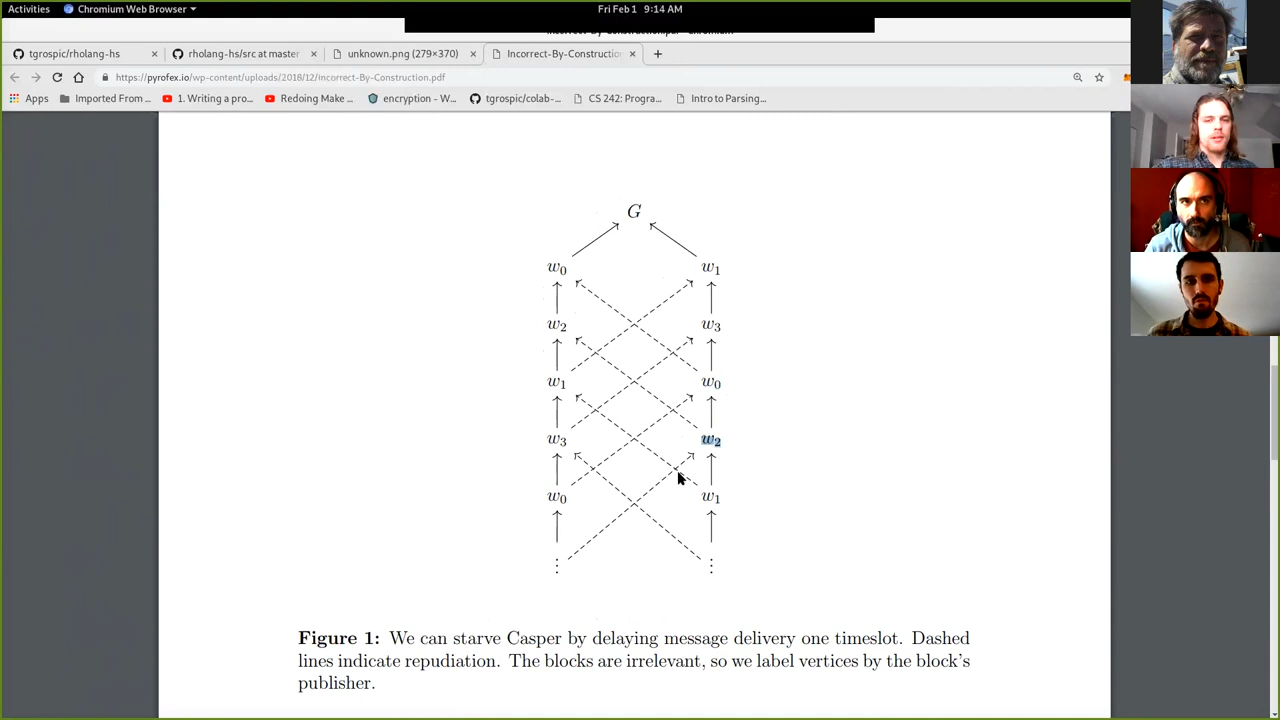 Activities Chromium Web Browser Fri Feb 1 9:14 AM
tgrospic/rholang-hs × rholang-hs/src at master × unknown.png (279×370) × Incorrect-By-Construction ×
https://pyrofex.io/wp-content/uploads/2018/12/Incorrect-By-Construction.pdf
Apps Imported From ... 1. Writing a pro... Redoing Make ... encryption - W... tgrospic/colab-... CS 242: Progra... Intro to Parsing...
G
w₀ w₁
w₂ w₃
w₁ w₀
w₃ w₂
w₀ w₁
⋮ ⋮
Figure 1: We can starve Casper by delaying message delivery one timeslot. Dashed
lines indicate repudiation. The blocks are irrelevant, so we label vertices by the block's
publisher.